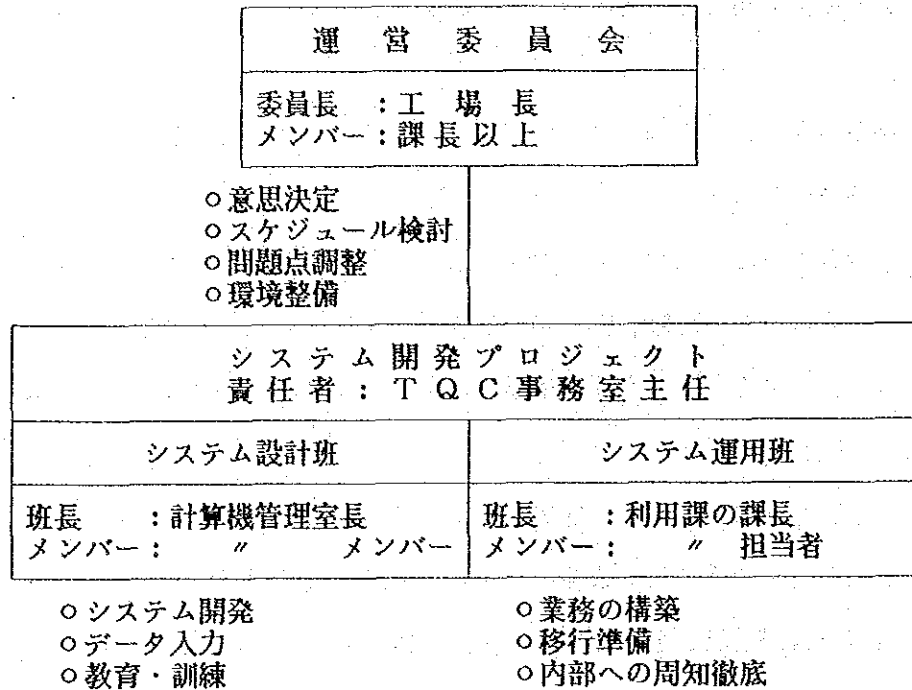 運営委員会
委員長 :工場長
メンバー:課長以上
○意思決定
○スケジュール検討
○問題点調整
○環境整備
システム開発プロジェクト
責任者:TQC事務室主任
システム設計班
班長 :計算機管理室長
メンバー: 〃 メンバー
システム運用班
班長 :利用課の課長
メンバー: 〃 担当者
○システム開発
○データ入力
○教育・訓練
○業務の構築
○移行準備
○内部への周知徹底